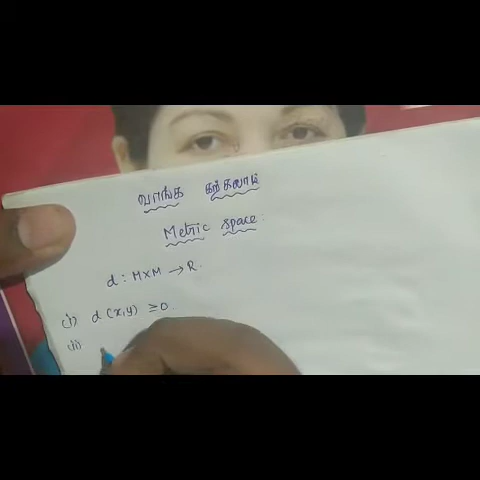 வாங்க கற்கலாம்
Metric space.
d : M×M → R.
(i) d(x,y) ≥ 0.
(ii)